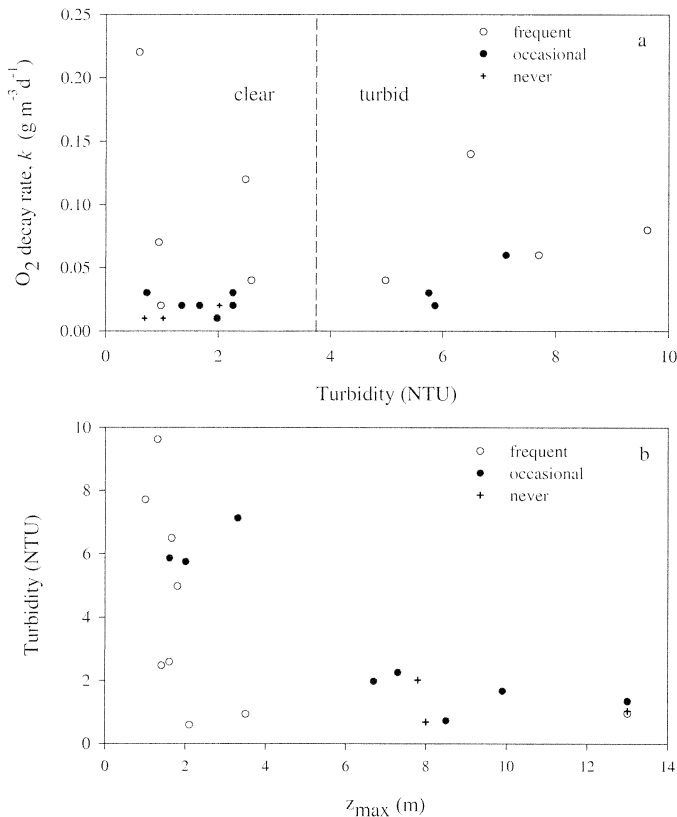 0.25
0.20
0.15
0.10
0.05
0.00
O2 decay rate, k (g m⁻³d⁻¹)
○ frequent
● occasional
+ never
a
clear
turbid
0 2 4 6 8 10
Turbidity (NTU)
10
8
6
4
2
0
Turbidity (NTU)
○ frequent
● occasional
+ never
b
0 2 4 6 8 10 12 14
zmax (m)